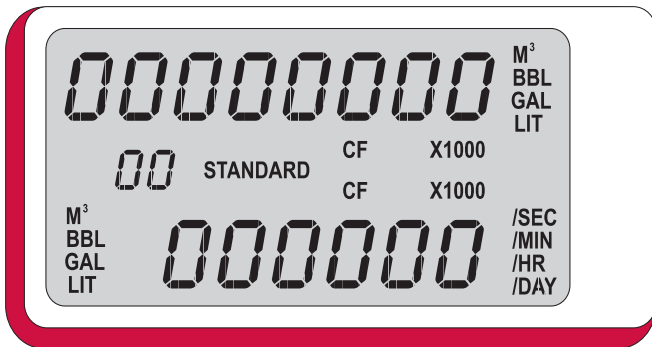 00000000
M³
BBL
GAL
LIT
00 STANDARD
CF X1000
CF X1000
M³
BBL
GAL
LIT
000000
/SEC
/MIN
/HR
/DAY